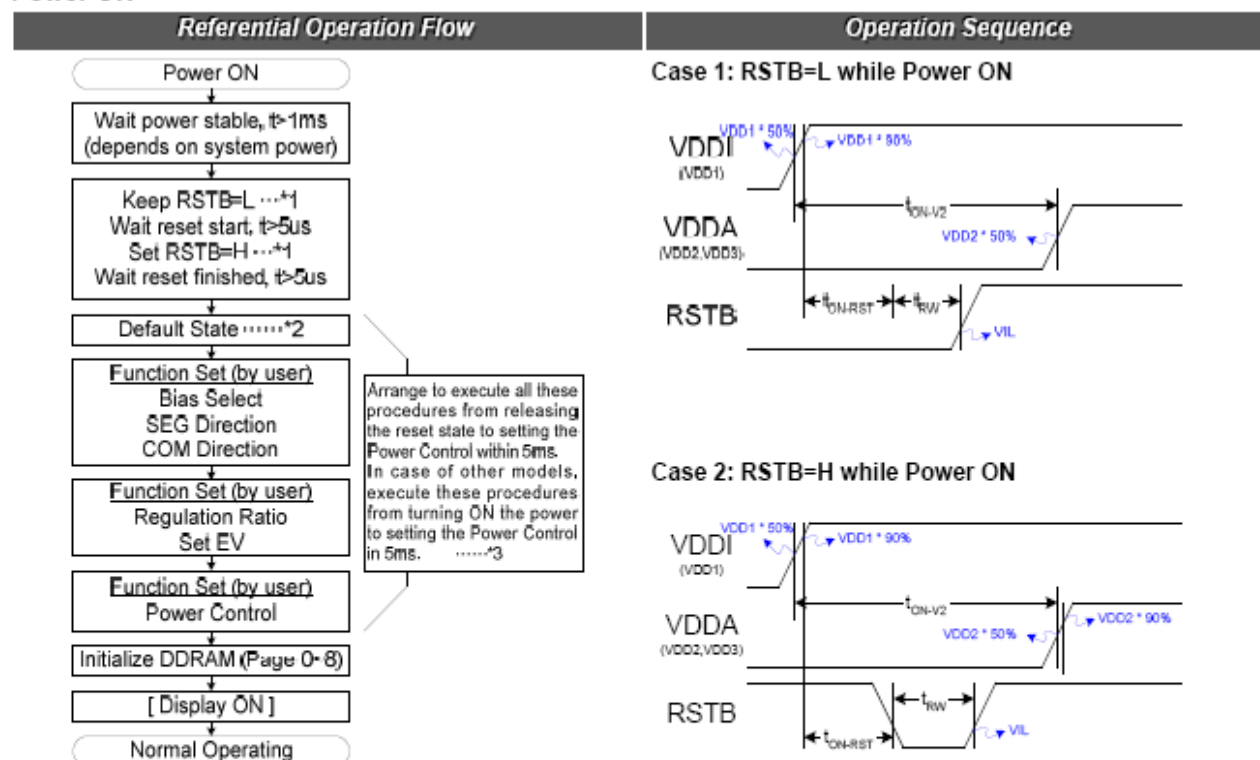 Referential Operation Flow
Power ON
Wait power stable, t>1ms
(depends on system power)
Keep RSTB=L ···*1
Wait reset start, t>5us
Set RSTB=H ···*1
Wait reset finished, t>5us
Default State ······*2
Function Set (by user)
Bias Select
SEG Direction
COM Direction
Function Set (by user)
Regulation Ratio
Set EV
Function Set (by user)
Power Control
Initialize DDRAM (Page 0~8)
[ Display ON ]
Normal Operating
Arrange to execute all these
procedures from releasing
the reset state to setting the
Power Control within 5ms.
In case of other models,
execute these procedures
from turning ON the power
to setting the Power Control
in 5ms. ······*3
Operation Sequence
Case 1: RSTB=L while Power ON
VDD1 * 50%
VDD1 * 90%
VDDI
(VDD1)
tON-V2
VDDA
(VDD2,VDD3)
VDD2 * 50%
tON-RST
tRW
RSTB
VIL
Case 2: RSTB=H while Power ON
VDD1 * 50%
VDD1 * 90%
VDDI
(VDD1)
tON-V2
VDDA
(VDD2,VDD3)
VDD2 * 50%
VDD2 * 90%
RSTB
tRW
tON-RST
VIL